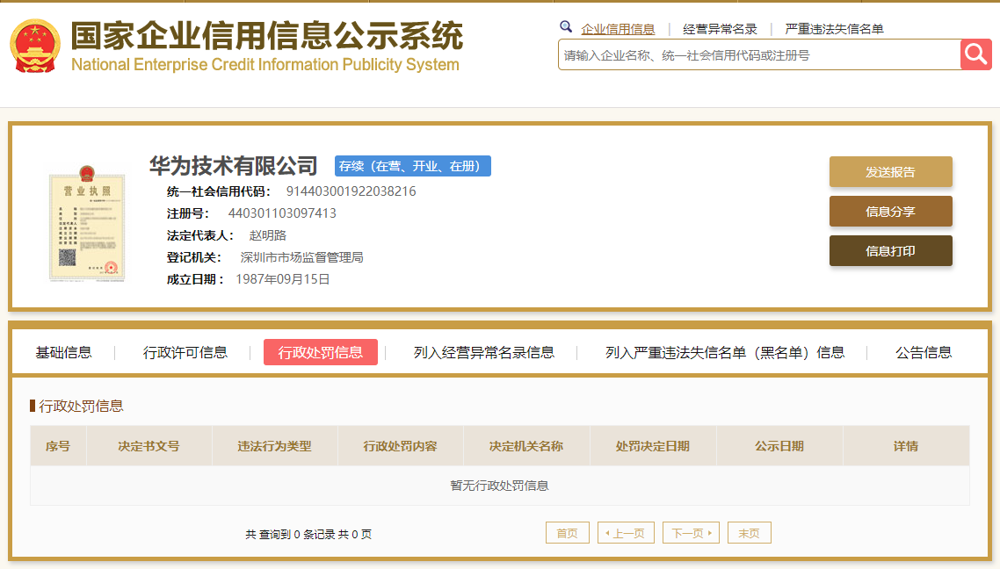 国家企业信用信息公示系统
National Enterprise Credit Information Publicity System
企业信用信息 | 经营异常名录 | 严重违法失信名单
请输入企业名称、统一社会信用代码或注册号
营业执照
华为技术有限公司 存续（在营、开业、在册）
统一社会信用代码： 914403001922038216
注册号： 440301103097413
法定代表人： 赵明路
登记机关： 深圳市市场监督管理局
成立日期： 1987年09月15日
发送报告
信息分享
信息打印
基础信息 | 行政许可信息 | 行政处罚信息 | 列入经营异常名录信息 | 列入严重违法失信名单（黑名单）信息 | 公告信息
行政处罚信息
序号 决定书文号 违法行为类型 行政处罚内容 决定机关名称 处罚决定日期 公示日期 详情
暂无行政处罚信息
共 查询到 0 条记录 共 0 页 首页 上一页 下一页 末页